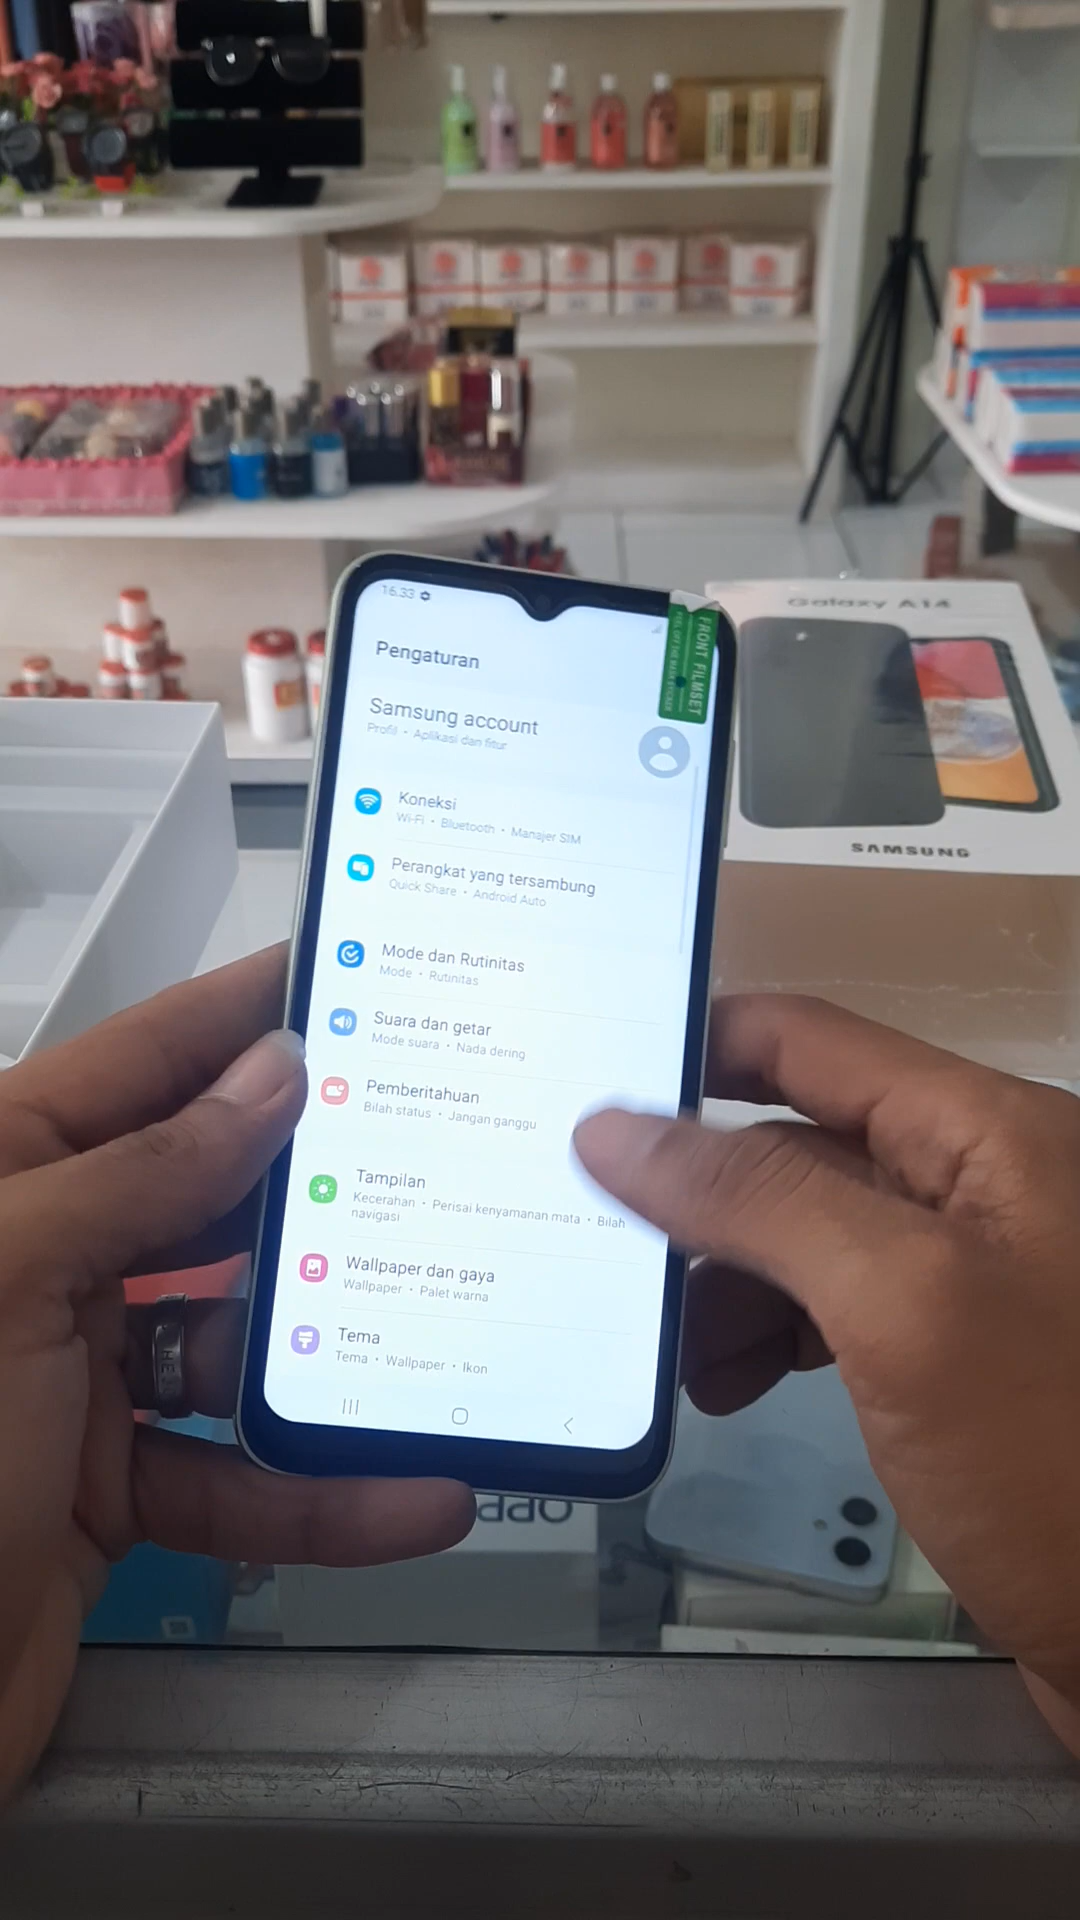 Galaxy A14
16.33
FRONT FILMSET
Pengaturan
Samsung account
Profil • Aplikasi dan fitur
Koneksi
Wi-Fi • Bluetooth • Manajer SIM
SAMSUNG
Perangkat yang tersambung
Quick Share • Android Auto
Mode dan Rutinitas
Mode • Rutinitas
Suara dan getar
Mode suara • Nada dering
Pemberitahuan
Bilah status • Jangan ganggu
Tampilan
Kecerahan • Perisai kenyamanan mata • Bilah
navigasi
Wallpaper dan gaya
Wallpaper • Palet warna
Tema
Tema • Wallpaper • Ikon
OPPO